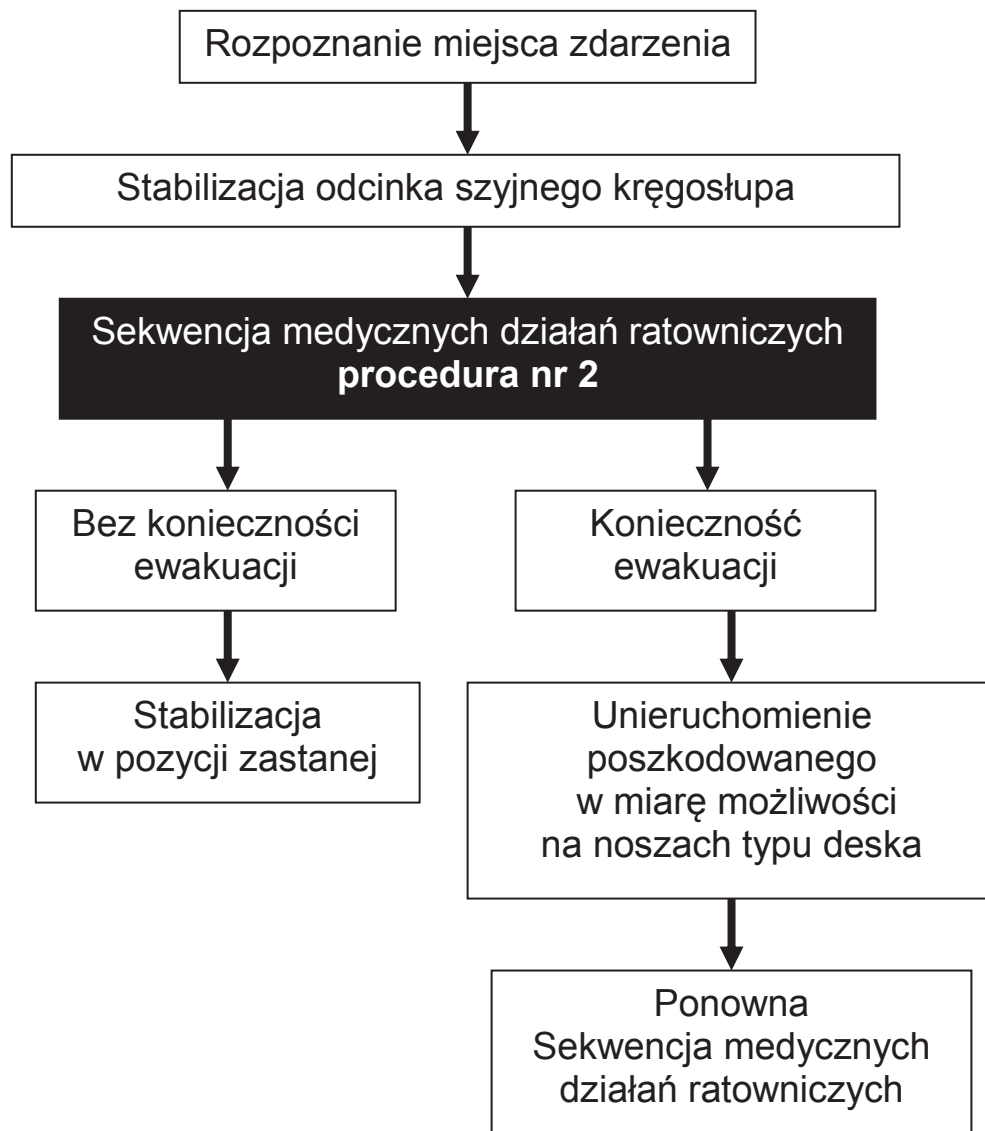 Rozpoznanie miejsca zdarzenia
Stabilizacja odcinka szyjnego kręgosłupa
Sekwencja medycznych działań ratowniczych
procedura nr 2
Bez konieczności
ewakuacji
Konieczność
ewakuacji
Stabilizacja
w pozycji zastanej
Unieruchomienie
poszkodowanego
w miarę możliwości
na noszach typu deska
Ponowna
Sekwencja medycznych
działań ratowniczych